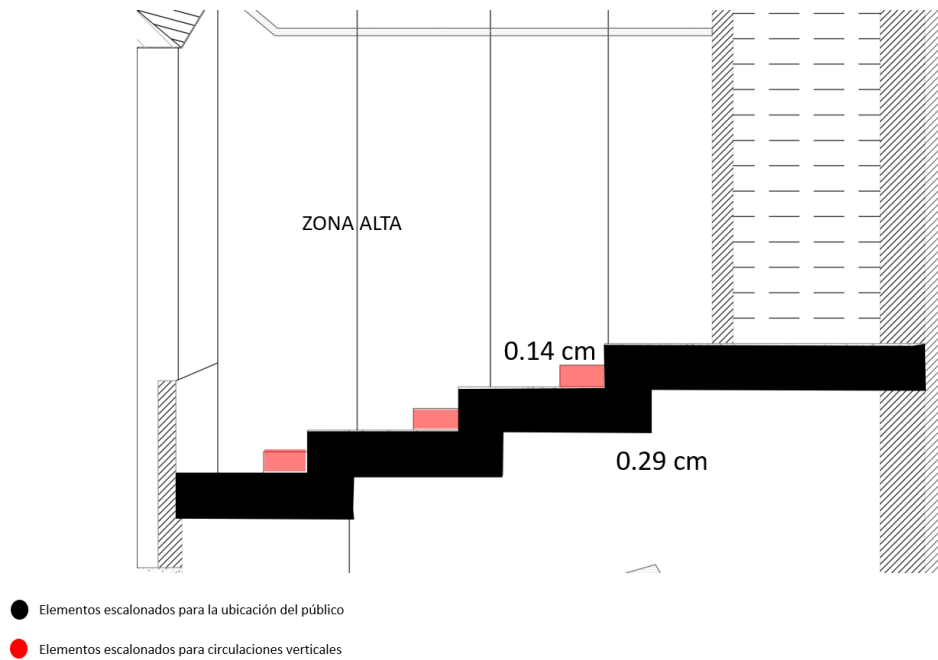 ZONA ALTA
0.14 cm
0.29 cm
Elementos escalonados para la ubicación del público
Elementos escalonados para circulaciones verticales